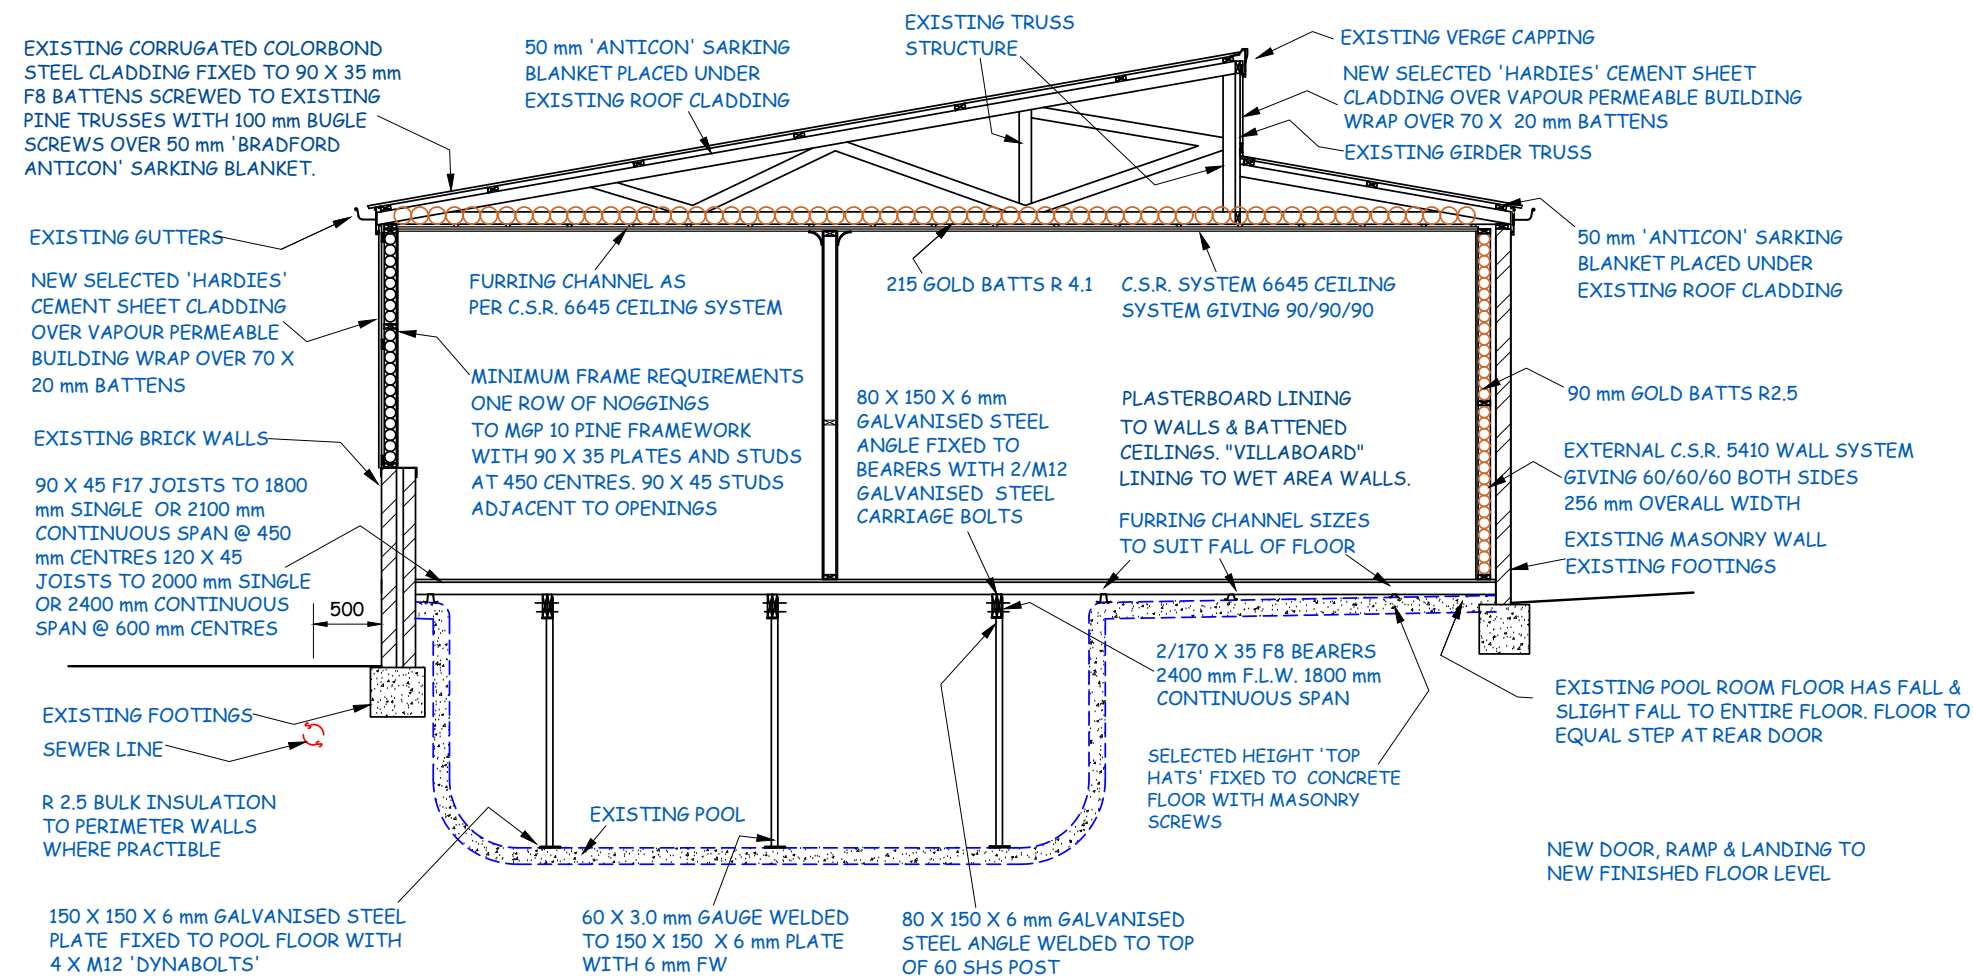 EXISTING CORRUGATED COLORBOND
STEEL CLADDING FIXED TO 90 X 35 mm
F8 BATTENS SCREWED TO EXISTING
PINE TRUSSES WITH 100 mm BUGLE
SCREWS OVER 50 mm 'BRADFORD
ANTICON' SARKING BLANKET.
50 mm 'ANTICON' SARKING
BLANKET PLACED UNDER
EXISTING ROOF CLADDING
EXISTING TRUSS
STRUCTURE
EXISTING VERGE CAPPING
NEW SELECTED 'HARDIES' CEMENT SHEET
CLADDING OVER VAPOUR PERMEABLE BUILDING
WRAP OVER 70 X 20 mm BATTENS
EXISTING GIRDER TRUSS
EXISTING GUTTERS
50 mm 'ANTICON' SARKING
BLANKET PLACED UNDER
EXISTING ROOF CLADDING
NEW SELECTED 'HARDIES'
CEMENT SHEET CLADDING
OVER VAPOUR PERMEABLE
BUILDING WRAP OVER 70 X
20 mm BATTENS
FURRING CHANNEL AS
PER C.S.R. 6645 CEILING SYSTEM
215 GOLD BATTS R 4.1
C.S.R. SYSTEM 6645 CEILING
SYSTEM GIVING 90/90/90
MINIMUM FRAME REQUIREMENTS
ONE ROW OF NOGGINGS
TO MGP 10 PINE FRAMEWORK
WITH 90 X 35 PLATES AND STUDS
AT 450 CENTRES. 90 X 45 STUDS
ADJACENT TO OPENINGS
80 X 150 X 6 mm
GALVANISED STEEL
ANGLE FIXED TO
BEARERS WITH 2/M12
GALVANISED STEEL
CARRIAGE BOLTS
PLASTERBOARD LINING
TO WALLS & BATTENED
CEILINGS. "VILLABOARD"
LINING TO WET AREA WALLS.
90 mm GOLD BATTS R2.5
EXISTING BRICK WALLS
EXTERNAL C.S.R. 5410 WALL SYSTEM
GIVING 60/60/60 BOTH SIDES
256 mm OVERALL WIDTH
90 X 45 F17 JOISTS TO 1800
mm SINGLE OR 2100 mm
CONTINUOUS SPAN @ 450
mm CENTRES 120 X 45
JOISTS TO 2000 mm SINGLE
OR 2400 mm CONTINUOUS
SPAN @ 600 mm CENTRES
500
FURRING CHANNEL SIZES
TO SUIT FALL OF FLOOR
EXISTING MASONRY WALL
EXISTING FOOTINGS
2/170 X 35 F8 BEARERS
2400 mm F.L.W. 1800 mm
CONTINUOUS SPAN
EXISTING POOL ROOM FLOOR HAS FALL &
SLIGHT FALL TO ENTIRE FLOOR. FLOOR TO
EQUAL STEP AT REAR DOOR
EXISTING FOOTINGS
SEWER LINE
SELECTED HEIGHT 'TOP
HATS' FIXED TO CONCRETE
FLOOR WITH MASONRY
SCREWS
R 2.5 BULK INSULATION
TO PERIMETER WALLS
WHERE PRACTIBLE
EXISTING POOL
NEW DOOR, RAMP & LANDING TO
NEW FINISHED FLOOR LEVEL
150 X 150 X 6 mm GALVANISED STEEL
PLATE FIXED TO POOL FLOOR WITH
4 X M12 'DYNABOLTS'
60 X 3.0 mm GAUGE WELDED
TO 150 X 150 X 6 mm PLATE
WITH 6 mm FW
80 X 150 X 6 mm GALVANISED
STEEL ANGLE WELDED TO TOP
OF 60 SHS POST